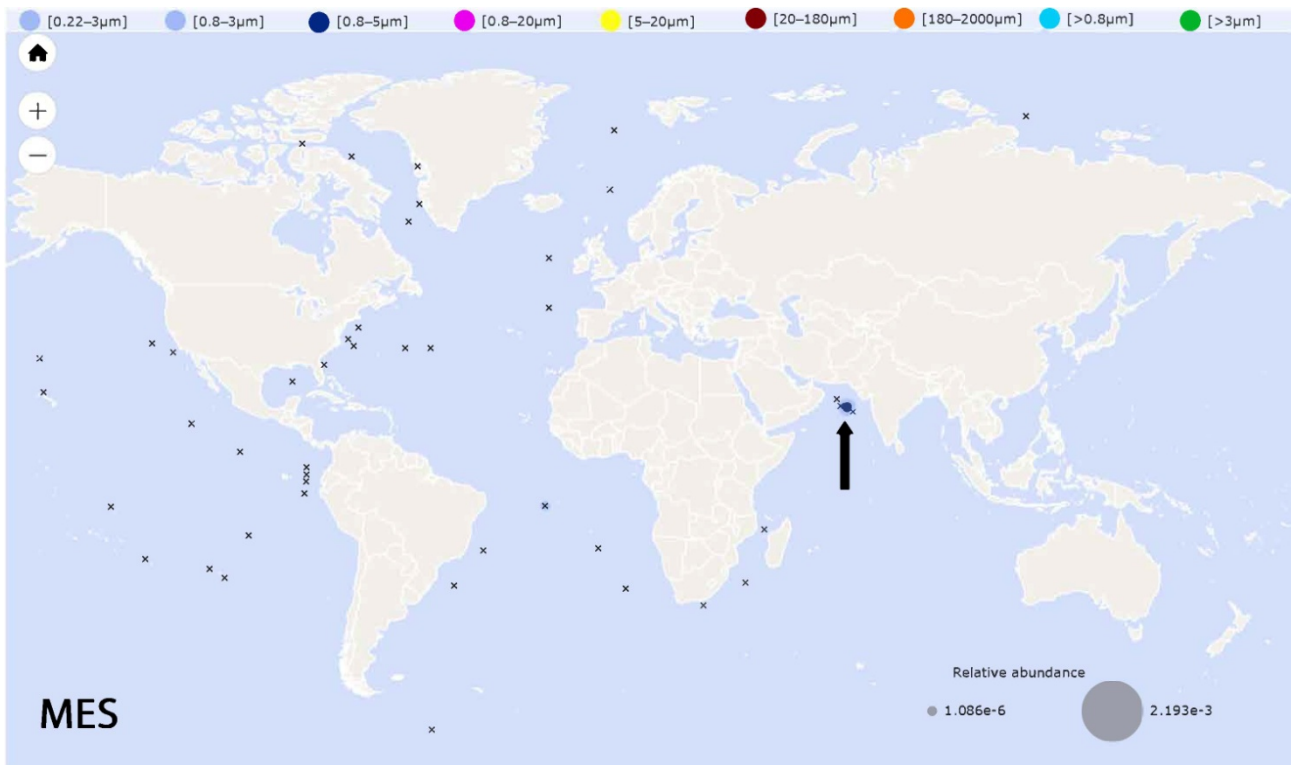 [0.22–3µm] [0.8–3µm] [0.8–5µm] [0.8–20µm] [5–20µm] [20–180µm] [180–2000µm] [>0.8µm] [>3µm]
+
−
Relative abundance
1.086e-6 2.193e-3
MES